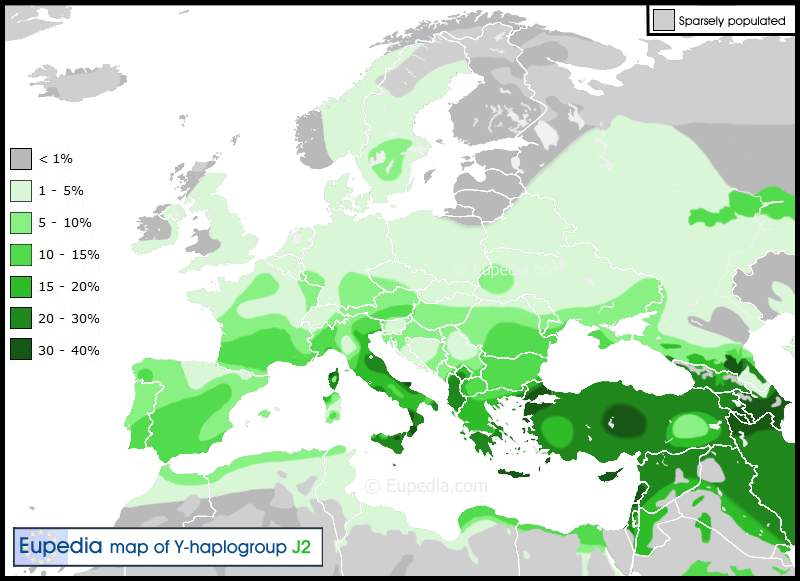 Sparsely populated
< 1%
1 - 5%
5 - 10%
10 - 15%
15 - 20%
20 - 30%
30 - 40%
© Eupedia
© Eupedia.com
Eupedia map of Y-haplogroup J2